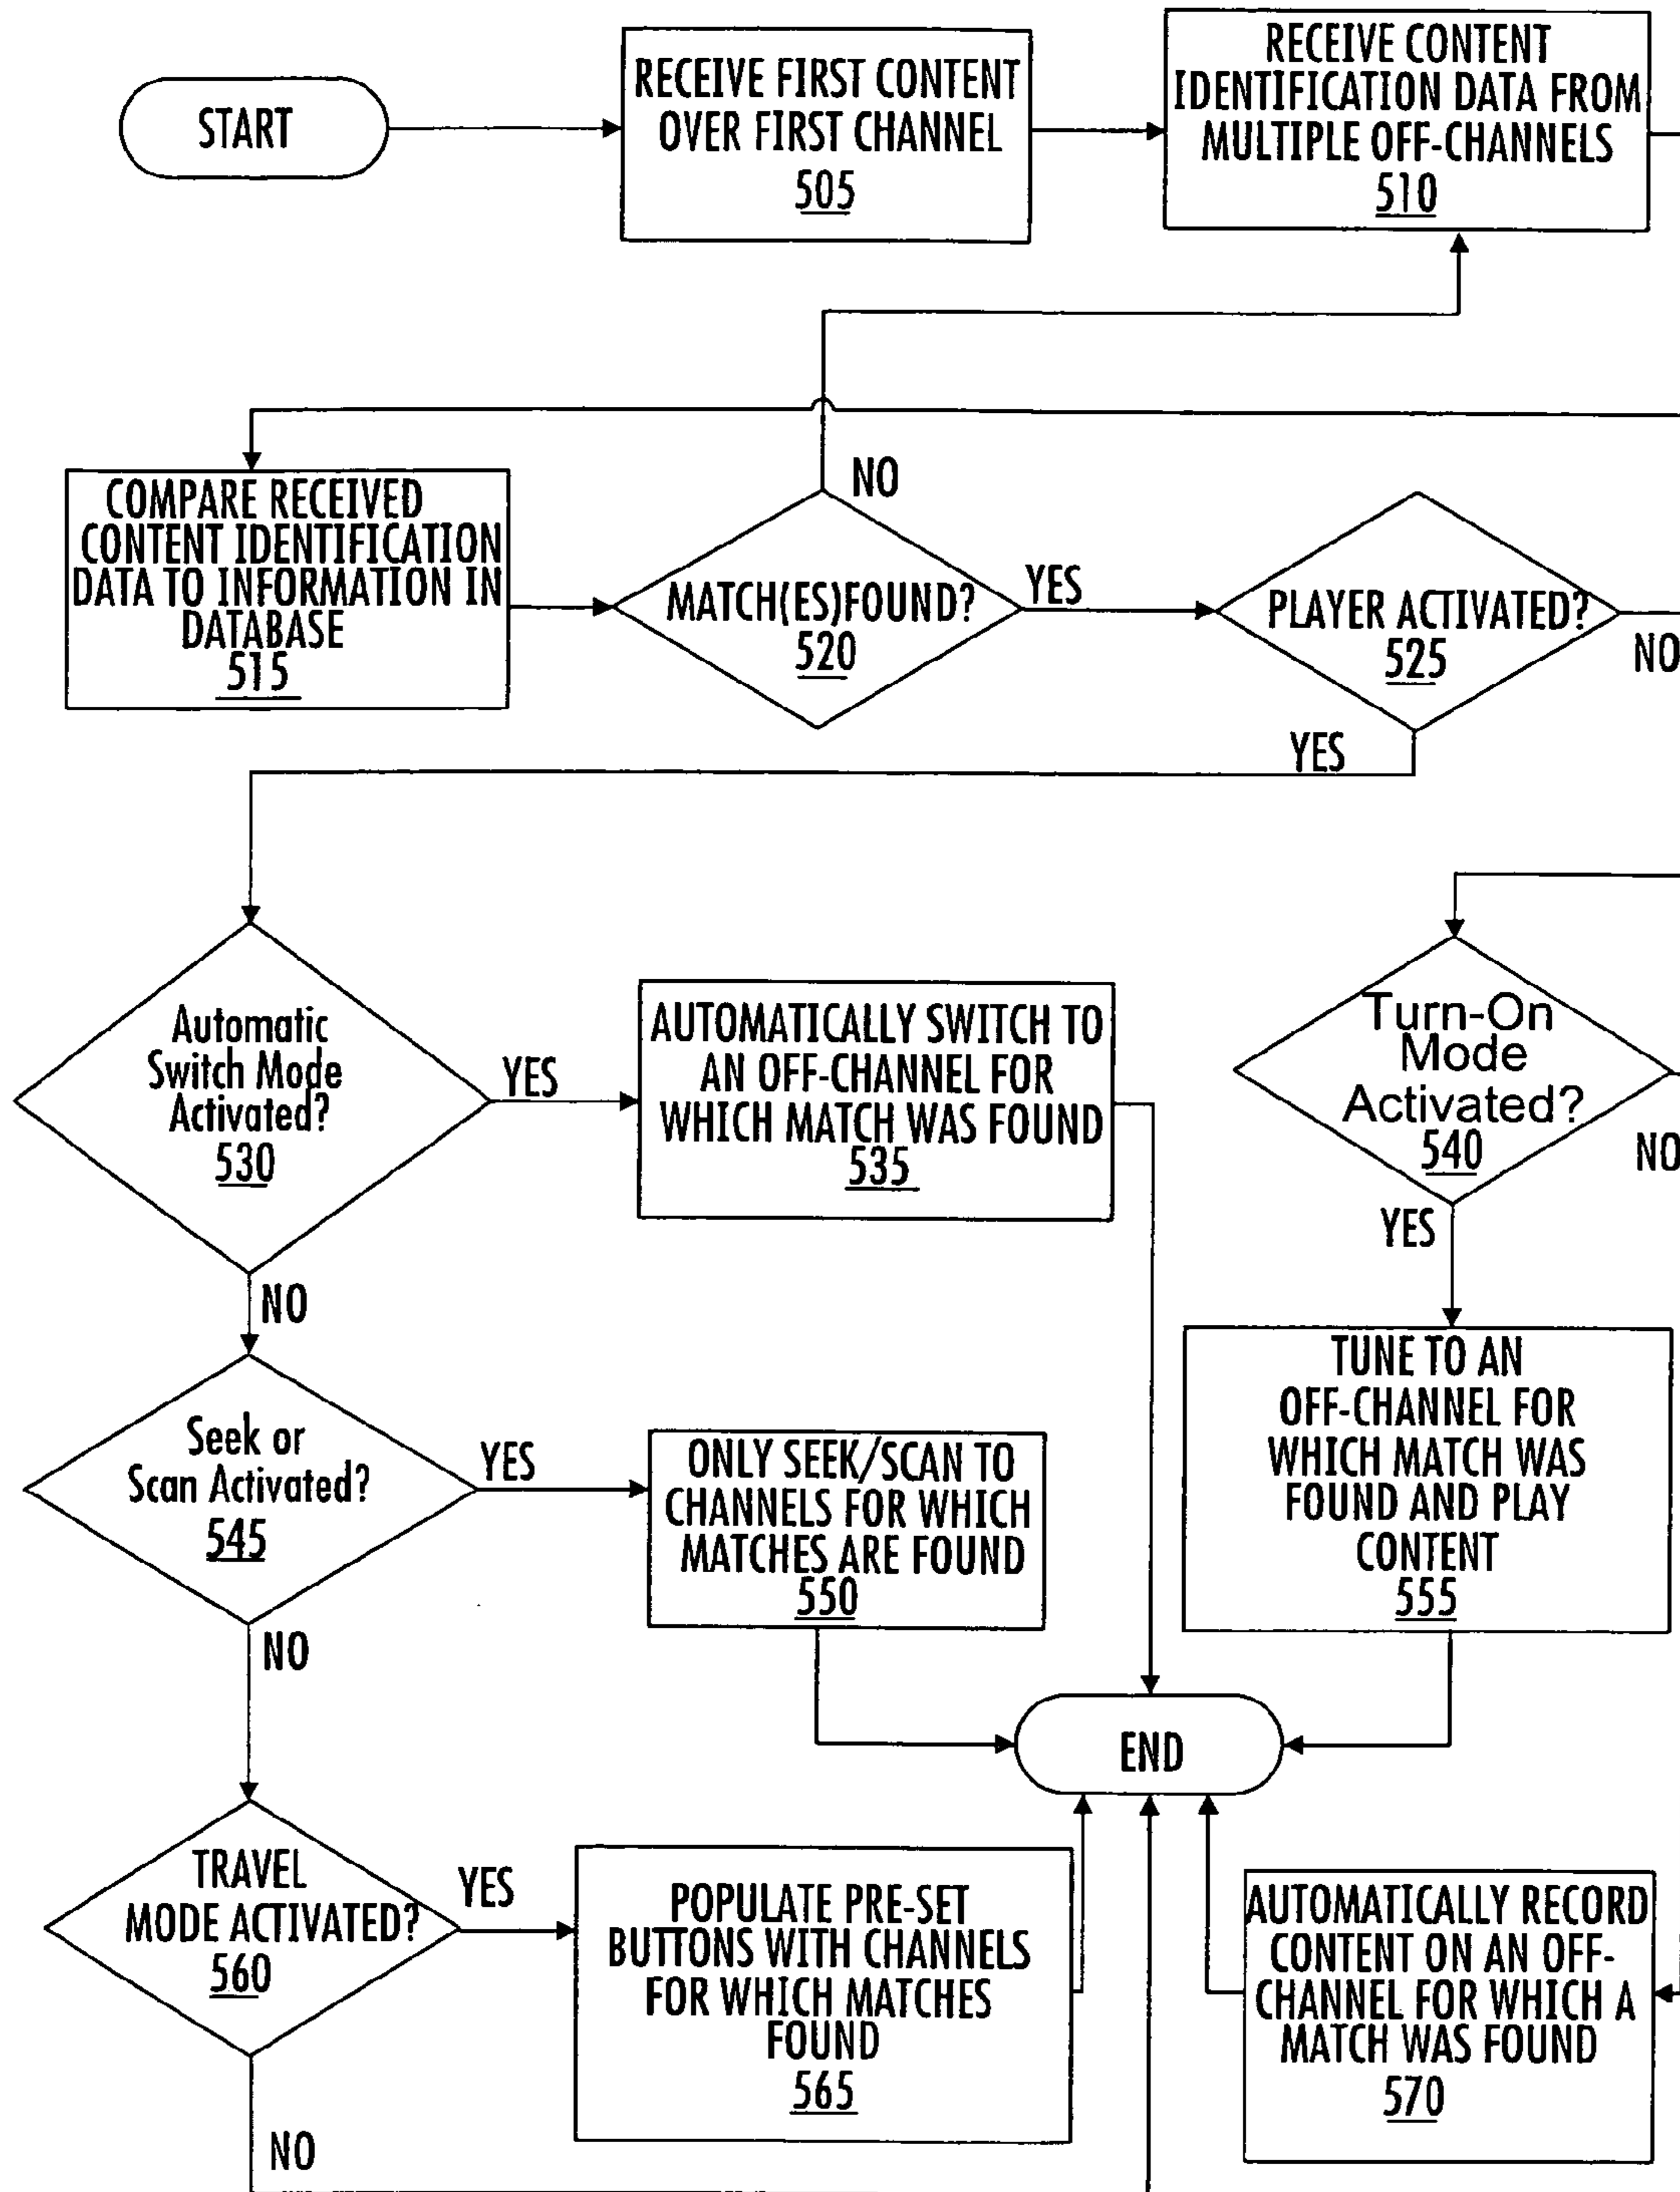 START
RECEIVE FIRST CONTENT
OVER FIRST CHANNEL
505
RECEIVE CONTENT
IDENTIFICATION DATA FROM
MULTIPLE OFF-CHANNELS
510
COMPARE RECEIVED
CONTENT IDENTIFICATION
DATA TO INFORMATION IN
DATABASE
515
NO
MATCH(ES)FOUND?
520
YES
PLAYER ACTIVATED?
525
NO
YES
Automatic
Switch Mode
Activated?
530
YES
AUTOMATICALLY SWITCH TO
AN OFF-CHANNEL FOR
WHICH MATCH WAS FOUND
535
Turn-On
Mode
Activated?
540
NO
YES
NO
Seek or
Scan Activated?
545
YES
ONLY SEEK/SCAN TO
CHANNELS FOR WHICH
MATCHES ARE FOUND
550
TUNE TO AN
OFF-CHANNEL FOR
WHICH MATCH WAS
FOUND AND PLAY
CONTENT
555
NO
END
TRAVEL
MODE ACTIVATED?
560
YES
POPULATE PRE-SET
BUTTONS WITH CHANNELS
FOR WHICH MATCHES
FOUND
565
AUTOMATICALLY RECORD
CONTENT ON AN OFF-
CHANNEL FOR WHICH A
MATCH WAS FOUND
570
NO